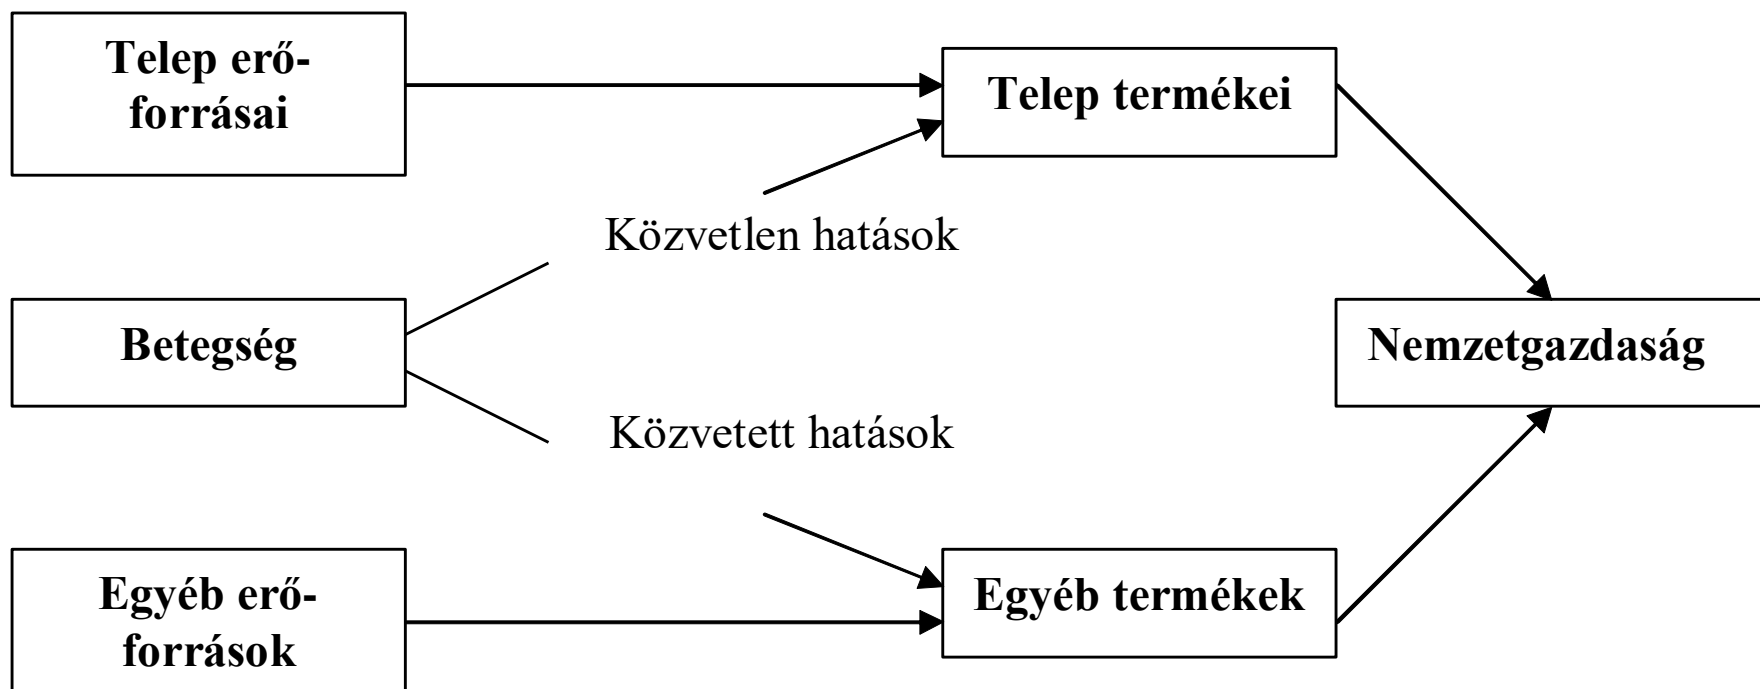 Telep erő-
forrásai
Telep termékei
Közvetlen hatások
Betegség
Nemzetgazdaság
Közvetett hatások
Egyéb erő-
források
Egyéb termékek